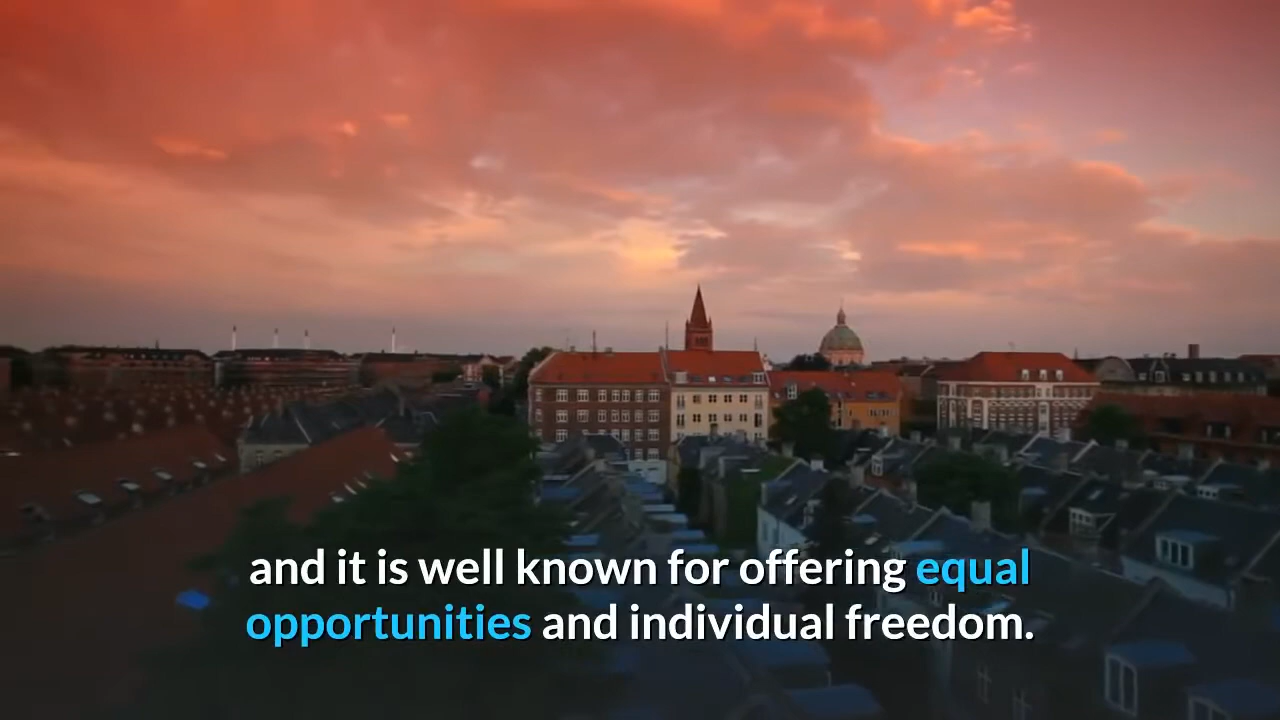 and it is well known for offering equal
opportunities and individual freedom.